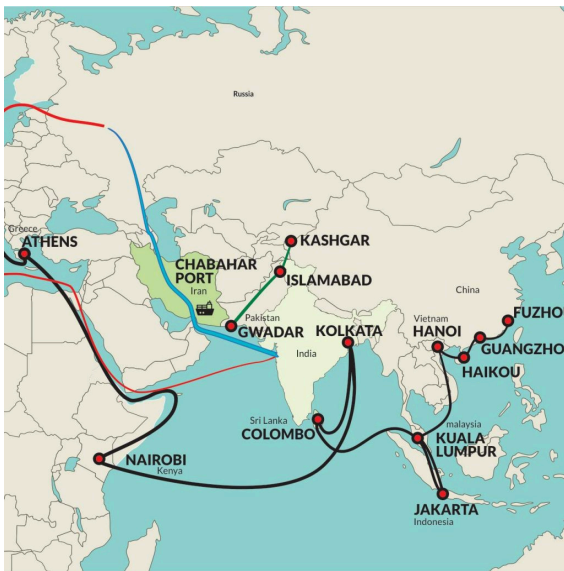 Russia
Greece
ATHENS
KASHGAR
CHABAHAR
PORT
Iran
ISLAMABAD
China
Pakistan
GWADAR
KOLKATA
India
Vietnam
HANOI
FUZHO
GUANGZHO
HAIKOU
Sri Lanka
COLOMBO
malaysia
KUALA
LUMPUR
NAIROBI
Kenya
JAKARTA
Indonesia